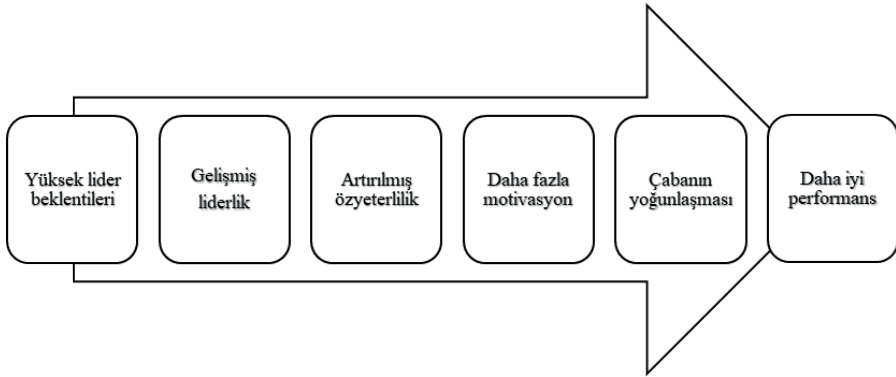 Yüksek lider
beklentileri
Gelişmiş
liderlik
Artırılmış
özyeterlilik
Daha fazla
motivasyon
Çabanın
yoğunlaşması
Daha iyi
performans